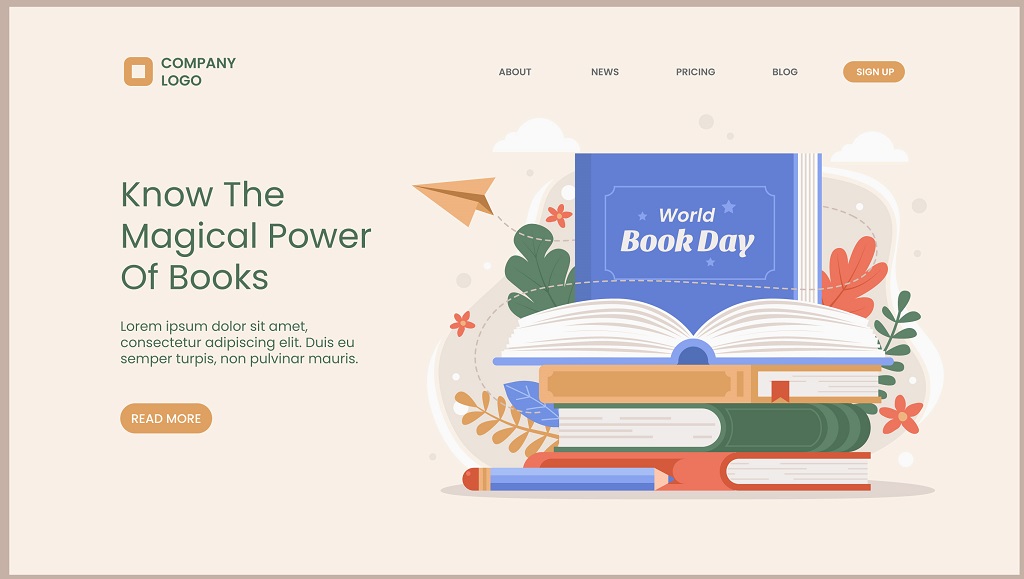 COMPANY
LOGO
ABOUT
NEWS
PRICING
BLOG
SIGN UP
Know The
Magical Power
Of Books
Lorem ipsum dolor sit amet,
consectetur adipiscing elit. Duis eu
semper turpis, non pulvinar mauris.
READ MORE
World
Book Day